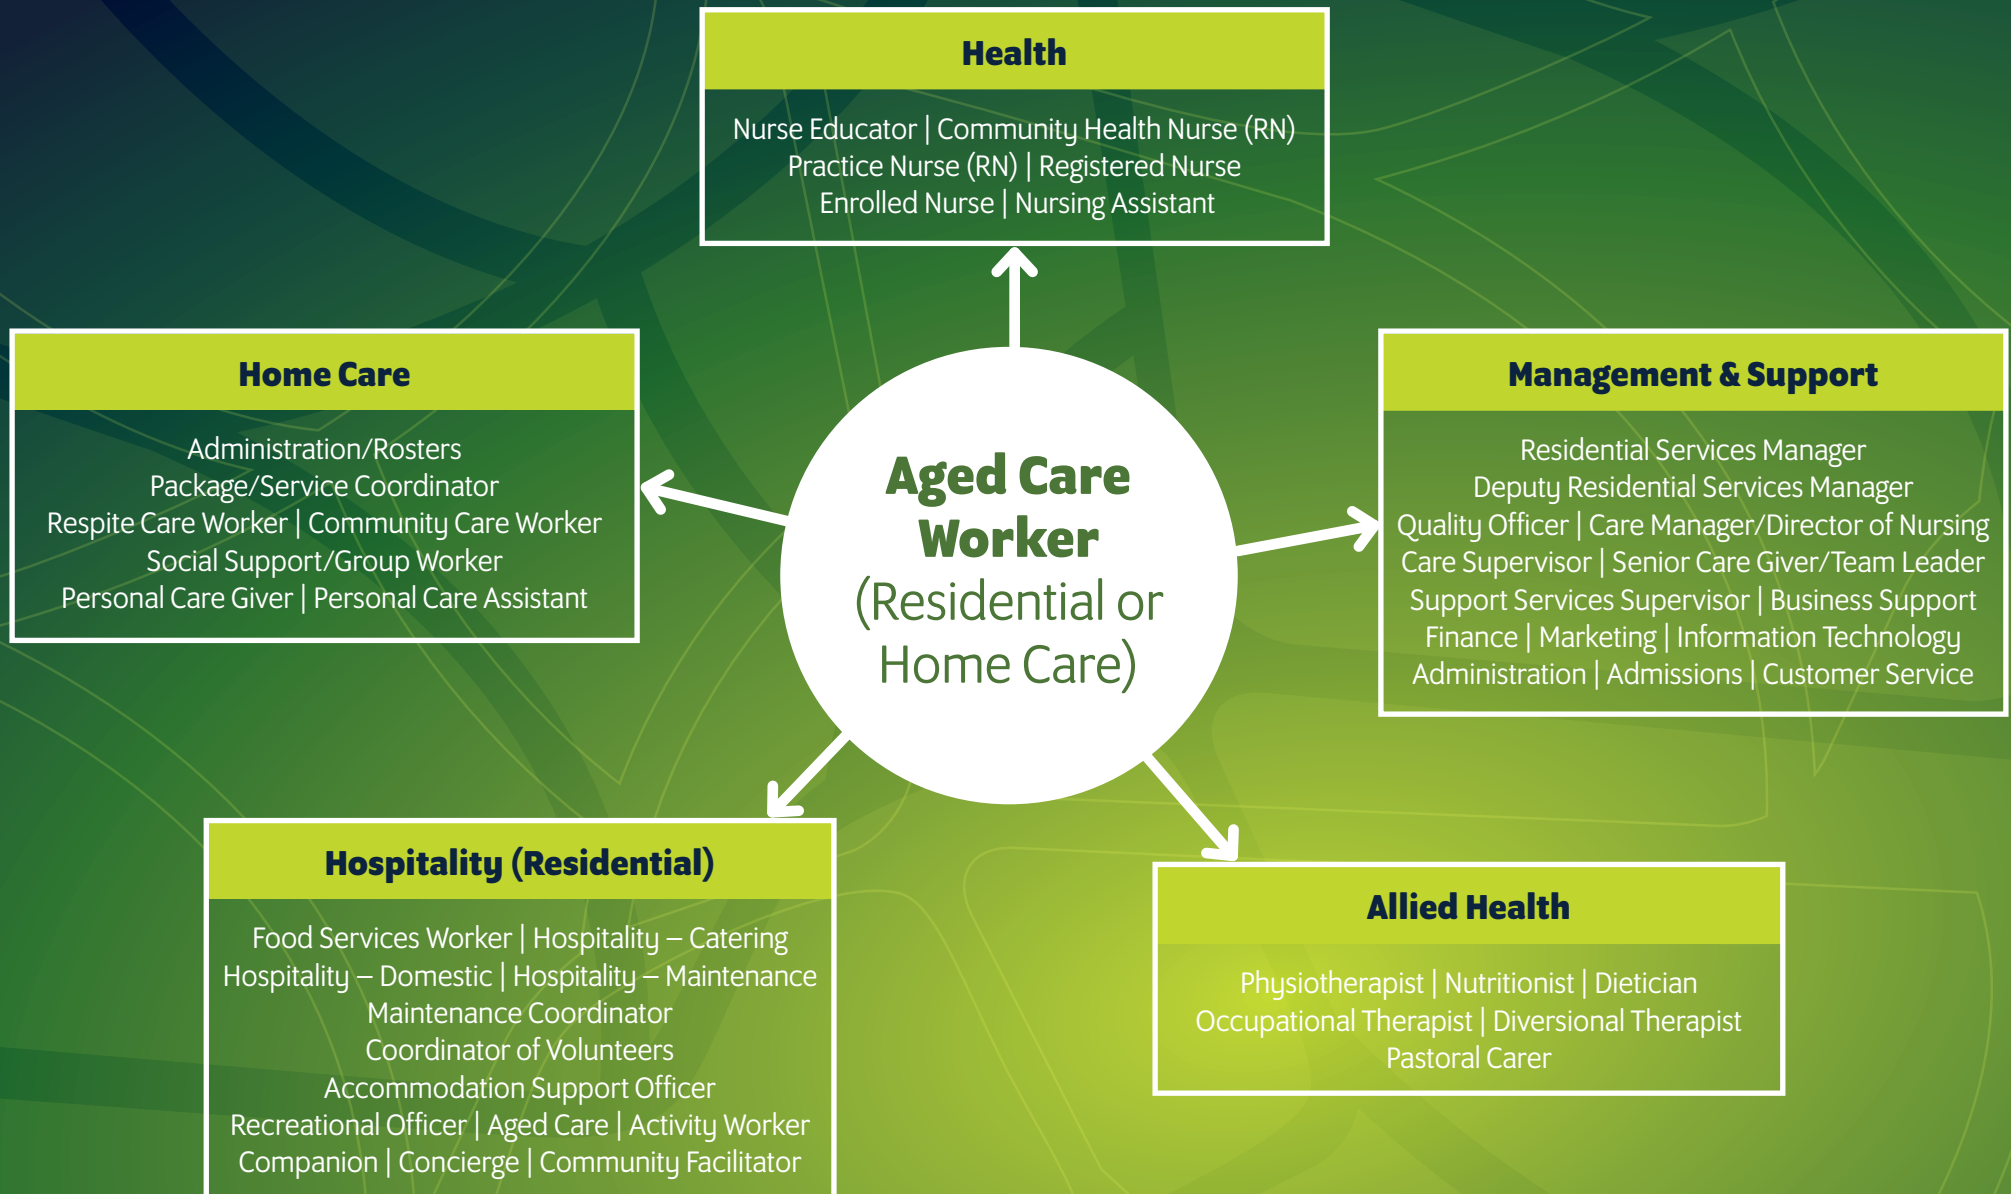 Health
Nurse Educator | Community Health Nurse (RN)
Practice Nurse (RN) | Registered Nurse
Enrolled Nurse | Nursing Assistant
Home Care
Administration/Rosters
Package/Service Coordinator
Respite Care Worker | Community Care Worker
Social Support/Group Worker
Personal Care Giver | Personal Care Assistant
Aged Care
Worker
(Residential or
Home Care)
Management & Support
Residential Services Manager
Deputy Residential Services Manager
Quality Officer | Care Manager/Director of Nursing
Care Supervisor | Senior Care Giver/Team Leader
Support Services Supervisor | Business Support
Finance | Marketing | Information Technology
Administration | Admissions | Customer Service
Hospitality (Residential)
Food Services Worker | Hospitality – Catering
Hospitality – Domestic | Hospitality – Maintenance
Maintenance Coordinator
Coordinator of Volunteers
Accommodation Support Officer
Recreational Officer | Aged Care | Activity Worker
Companion | Concierge | Community Facilitator
Allied Health
Physiotherapist | Nutritionist | Dietician
Occupational Therapist | Diversional Therapist
Pastoral Carer